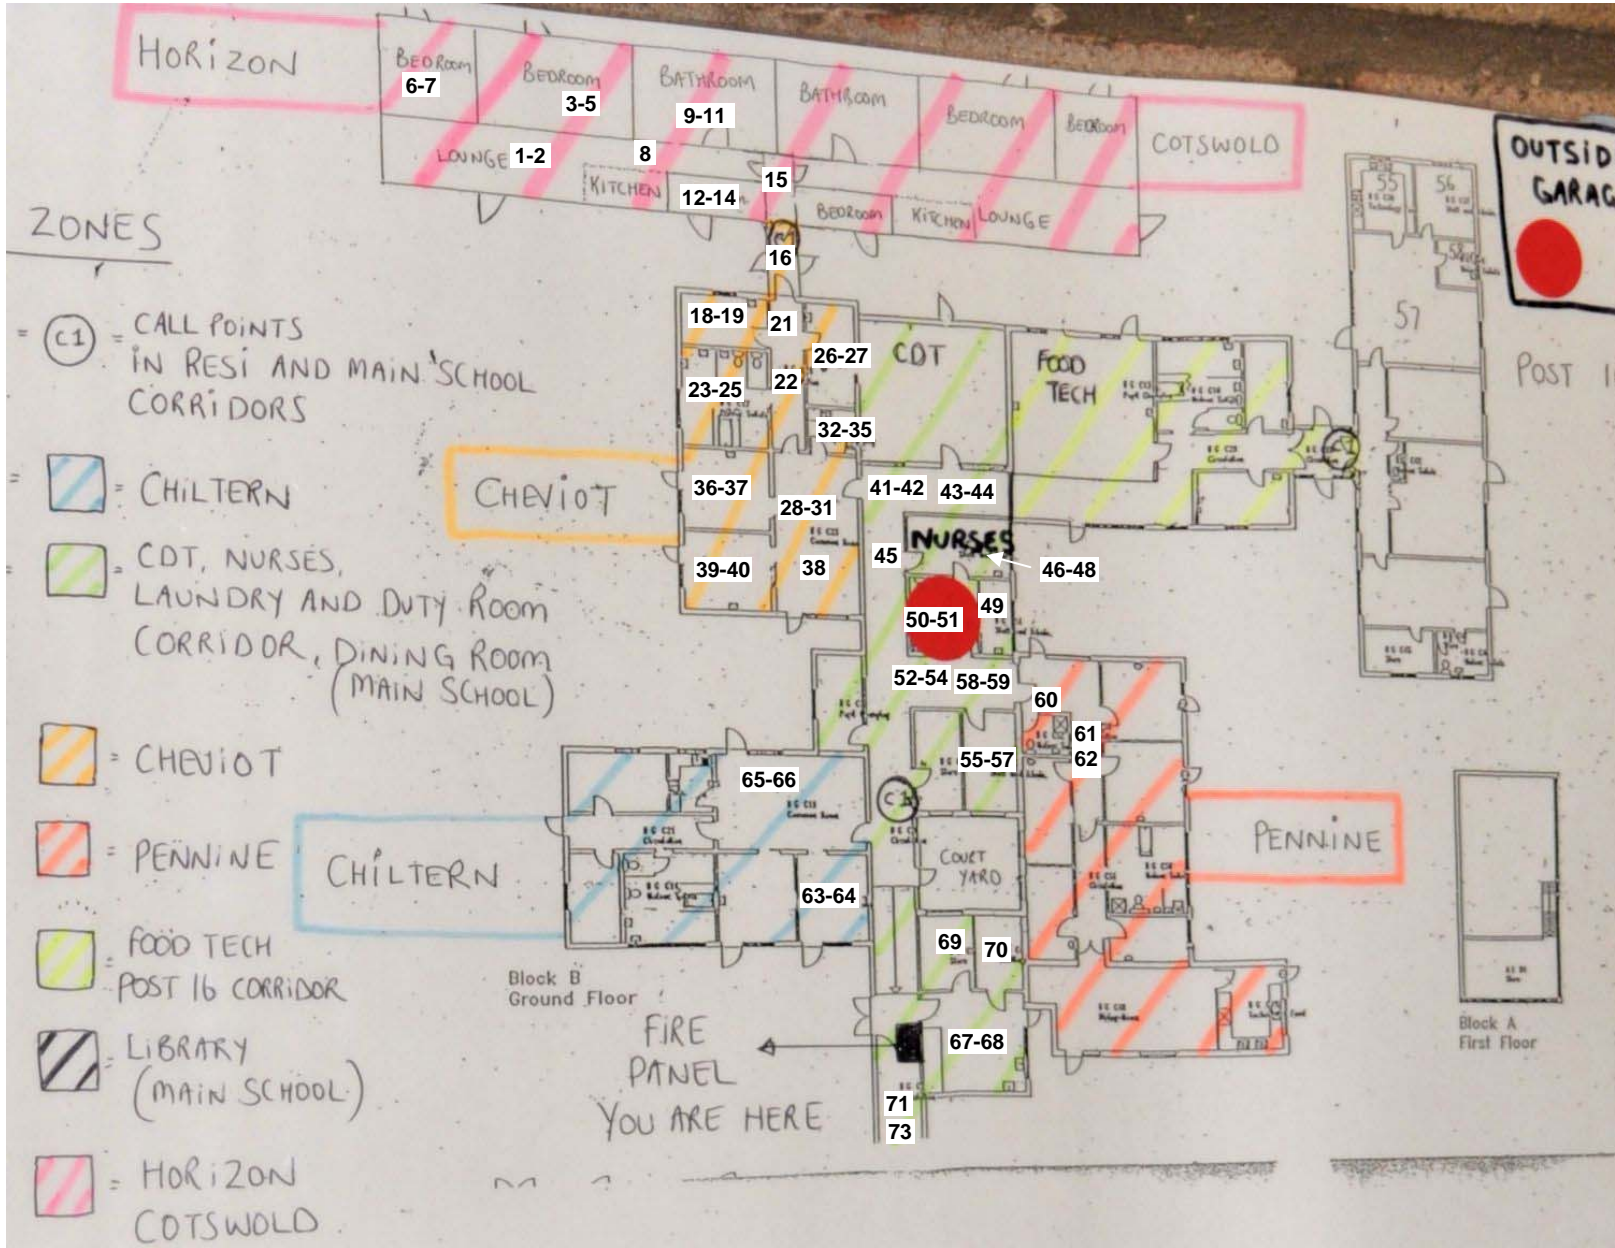 HORIZON
BEDROOM
6-7
BEDROOM
3-5
BATHROOM
9-11
BATHROOM
BEDROOM
BEDROOM
COTSWOLD
LOUNGE 1-2
8
KITCHEN
12-14
15
BEDROOM
KITCHEN
LOUNGE
16
OUTSID
GARAG
55
56
57
POST 1
ZONES
= C1 = CALL POINTS
IN RESI AND MAIN SCHOOL
CORRIDORS
= = CHILTERN
= = CDT, NURSES,
LAUNDRY AND DUTY ROOM
CORRIDOR, DINING ROOM
(MAIN SCHOOL)
= CHEVIOT
= PENNINE
= FOOD TECH
POST 16 CORRIDOR
= LIBRARY
(MAIN SCHOOL)
= HORIZON
COTSWOLD
18-19
21
26-27
CDT
FOOD
TECH
23-25
22
32-35
CHEVIOT
36-37
28-31
41-42
43-44
39-40
38
45
NURSES
46-48
50-51
49
52-54
58-59
60
61
62
55-57
65-66
C1
CHILTERN
63-64
COURT
YARD
PENNINE
69
70
Block B
Ground Floor
FIRE
PANEL
YOU ARE HERE
67-68
71
73
Block A
First Floor